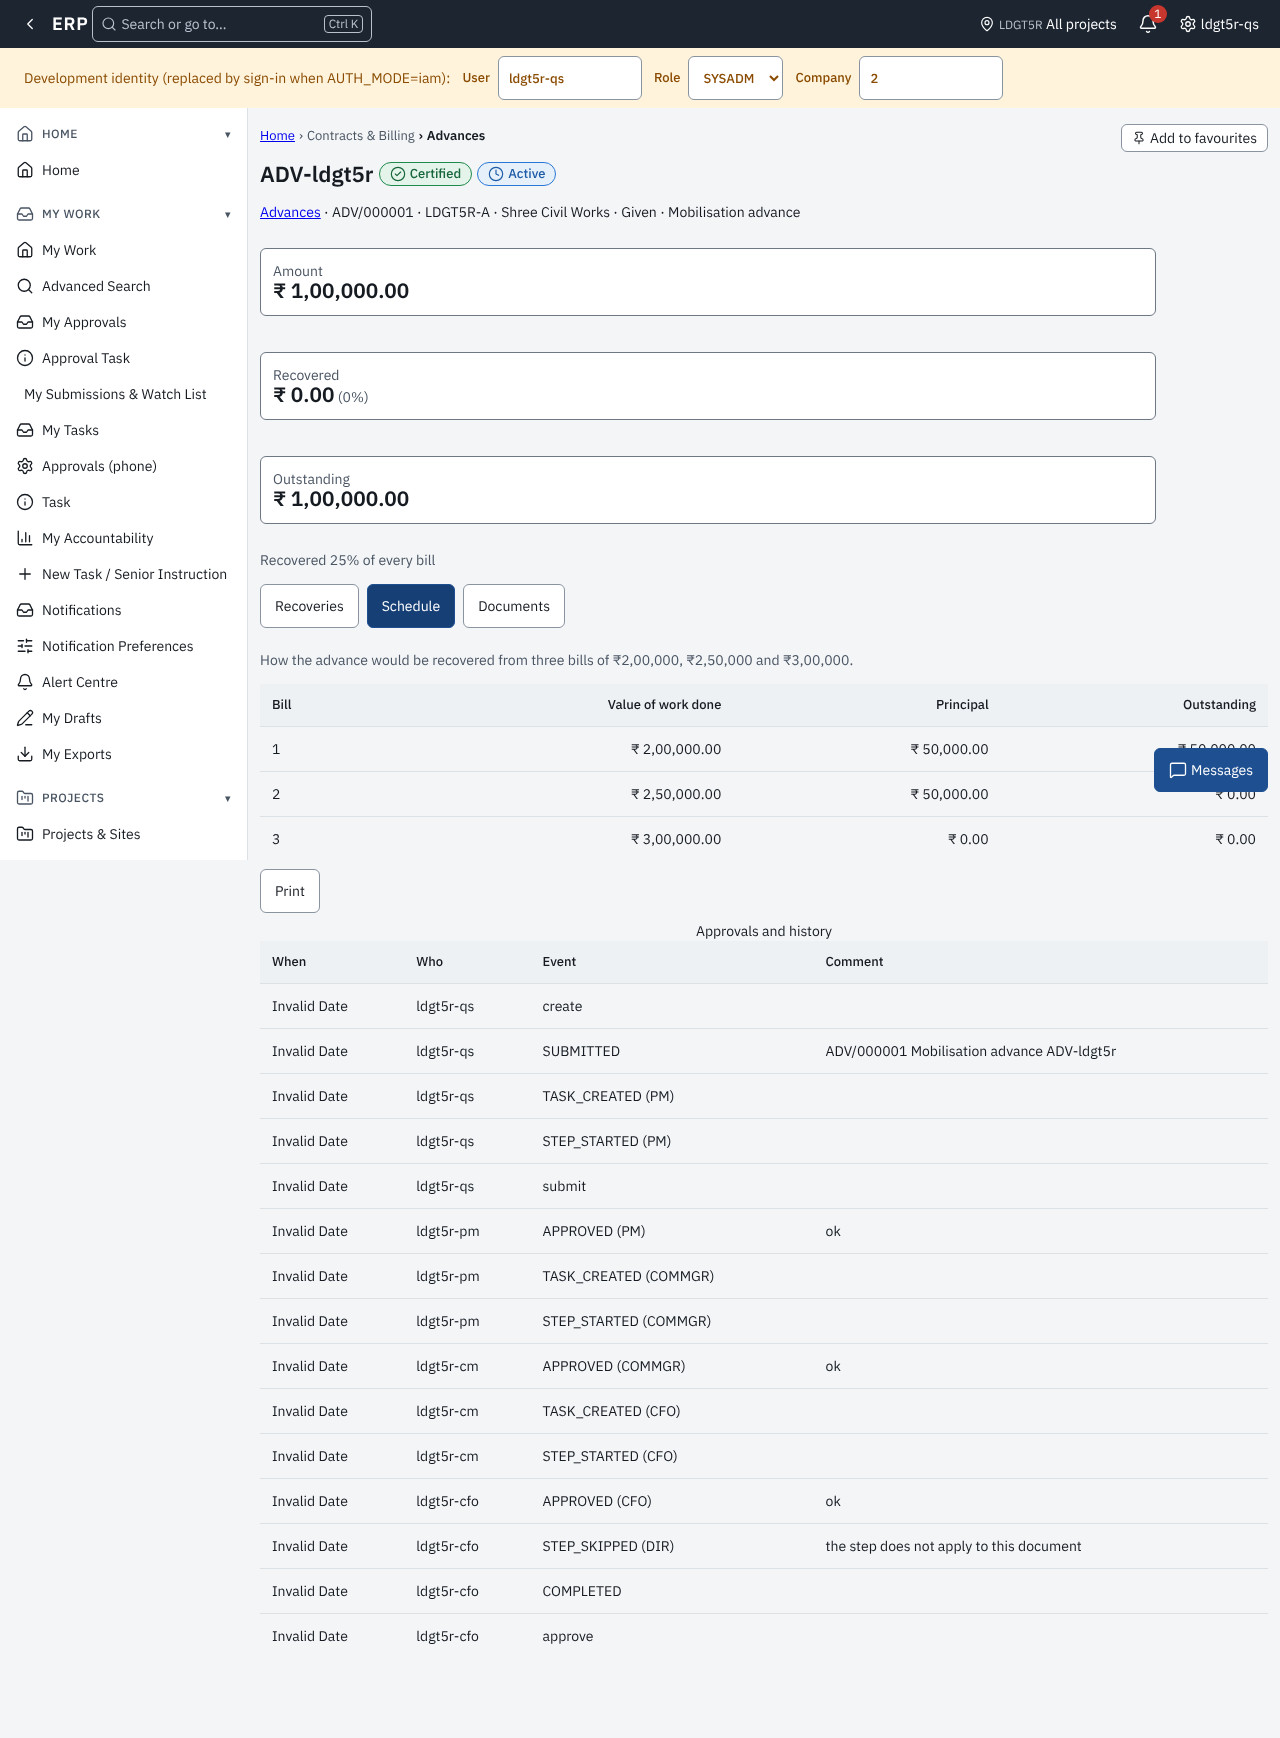 ERP
Search or go to...
Ctrl K
LDGT5R All projects
1
ldgt5r-qs
Development identity (replaced by sign-in when AUTH_MODE=iam): User ldgt5r-qs Role SYSADM Company 2
HOME
Home
MY WORK
My Work
Advanced Search
My Approvals
Approval Task
My Submissions & Watch List
My Tasks
Approvals (phone)
Task
My Accountability
New Task / Senior Instruction
Notifications
Notification Preferences
Alert Centre
My Drafts
My Exports
PROJECTS
Projects & Sites
Home › Contracts & Billing › Advances
Add to favourites
ADV-ldgt5r Certified Active
Advances · ADV/000001 · LDGT5R-A · Shree Civil Works · Given · Mobilisation advance
Amount
₹ 1,00,000.00
Recovered
₹ 0.00 (0%)
Outstanding
₹ 1,00,000.00
Recovered 25% of every bill
Recoveries Schedule Documents
How the advance would be recovered from three bills of ₹2,00,000, ₹2,50,000 and ₹3,00,000.
Bill Value of work done Principal Outstanding
1 ₹ 2,00,000.00 ₹ 50,000.00 ₹ 50,000.00
Messages
2 ₹ 2,50,000.00 ₹ 50,000.00 ₹ 0.00
3 ₹ 3,00,000.00 ₹ 0.00 ₹ 0.00
Print
Approvals and history
When Who Event Comment
Invalid Date ldgt5r-qs create
Invalid Date ldgt5r-qs SUBMITTED ADV/000001 Mobilisation advance ADV-ldgt5r
Invalid Date ldgt5r-qs TASK_CREATED (PM)
Invalid Date ldgt5r-qs STEP_STARTED (PM)
Invalid Date ldgt5r-qs submit
Invalid Date ldgt5r-pm APPROVED (PM) ok
Invalid Date ldgt5r-pm TASK_CREATED (COMMGR)
Invalid Date ldgt5r-pm STEP_STARTED (COMMGR)
Invalid Date ldgt5r-cm APPROVED (COMMGR) ok
Invalid Date ldgt5r-cm TASK_CREATED (CFO)
Invalid Date ldgt5r-cm STEP_STARTED (CFO)
Invalid Date ldgt5r-cfo APPROVED (CFO) ok
Invalid Date ldgt5r-cfo STEP_SKIPPED (DIR) the step does not apply to this document
Invalid Date ldgt5r-cfo COMPLETED
Invalid Date ldgt5r-cfo approve